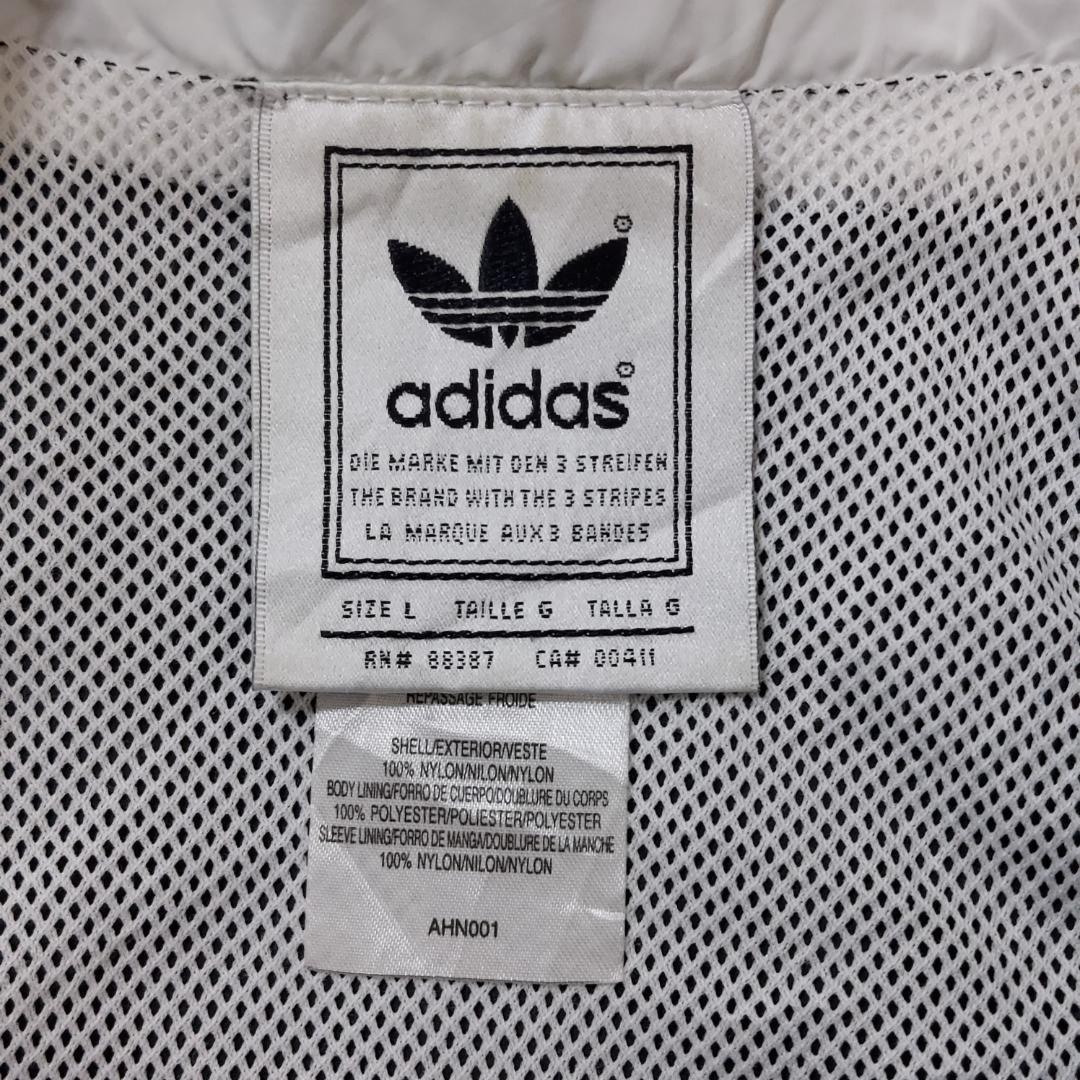 adidas
DIE MARKE MIT DEN 3 STREIFEN
THE BRAND WITH THE 3 STRIPES
LA MARQUE AUX 3 BANDES
SIZE L TAILLE G TALLA G
RN# 88387 CA# 00411
REPASSAGE FROIDE
SHELL/EXTERIOR/VESTE
100% NYLON/NILON/NYLON
BODY LINING/FORRO DE CUERPO/DOUBLURE DU CORPS
100% POLYESTER/POLIESTER/POLYESTER
SLEEVE LINING/FORRO DE MANGA/DOUBLURE DE LA MANCHE
100% NYLON/NILON/NYLON
AHN001